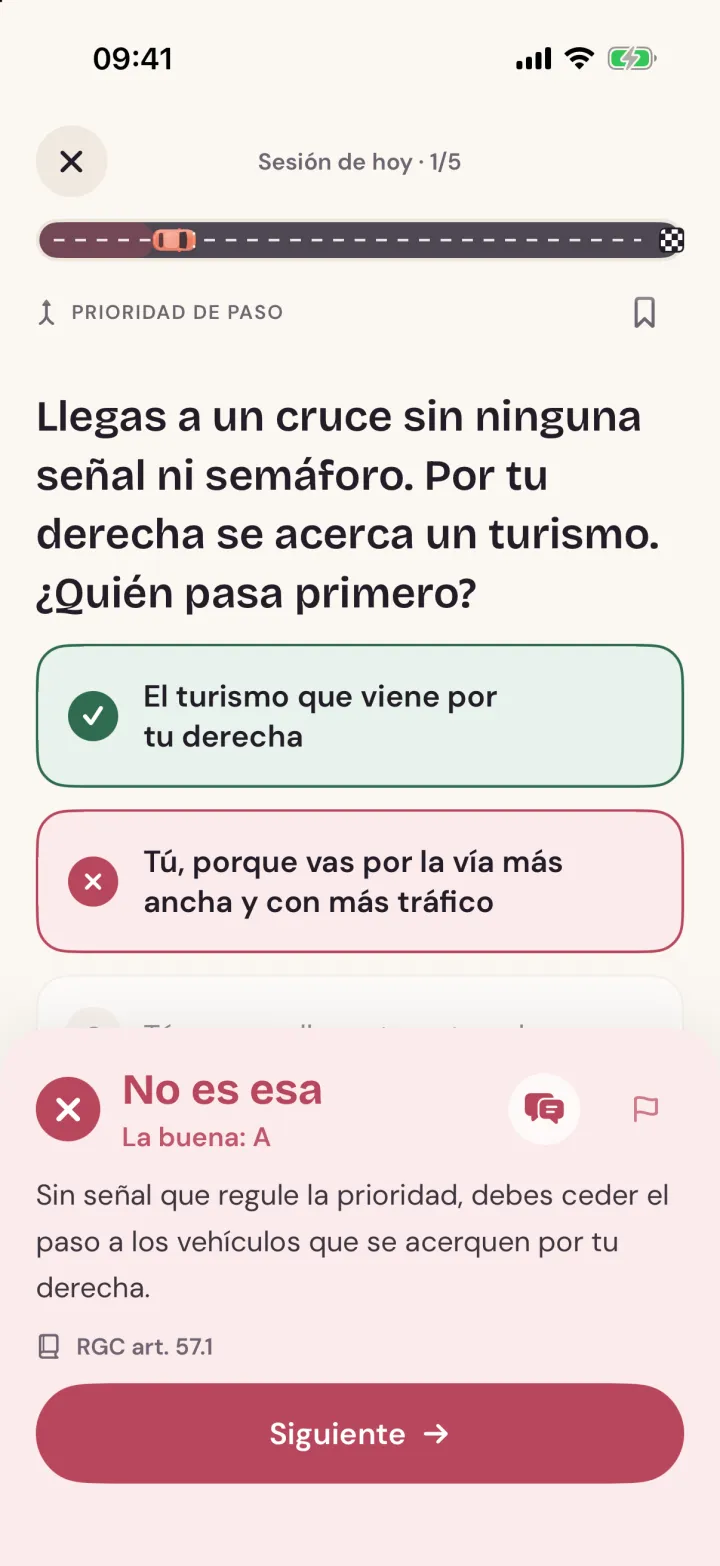 09:41
Sesión de hoy · 1/5
PRIORIDAD DE PASO
Llegas a un cruce sin ninguna
señal ni semáforo. Por tu
derecha se acerca un turismo.
¿Quién pasa primero?
El turismo que viene por
tu derecha
Tú, porque vas por la vía más
ancha y con más tráfico
No es esa
La buena: A
Sin señal que regule la prioridad, debes ceder el
paso a los vehículos que se acerquen por tu
derecha.
RGC art. 57.1
Siguiente →